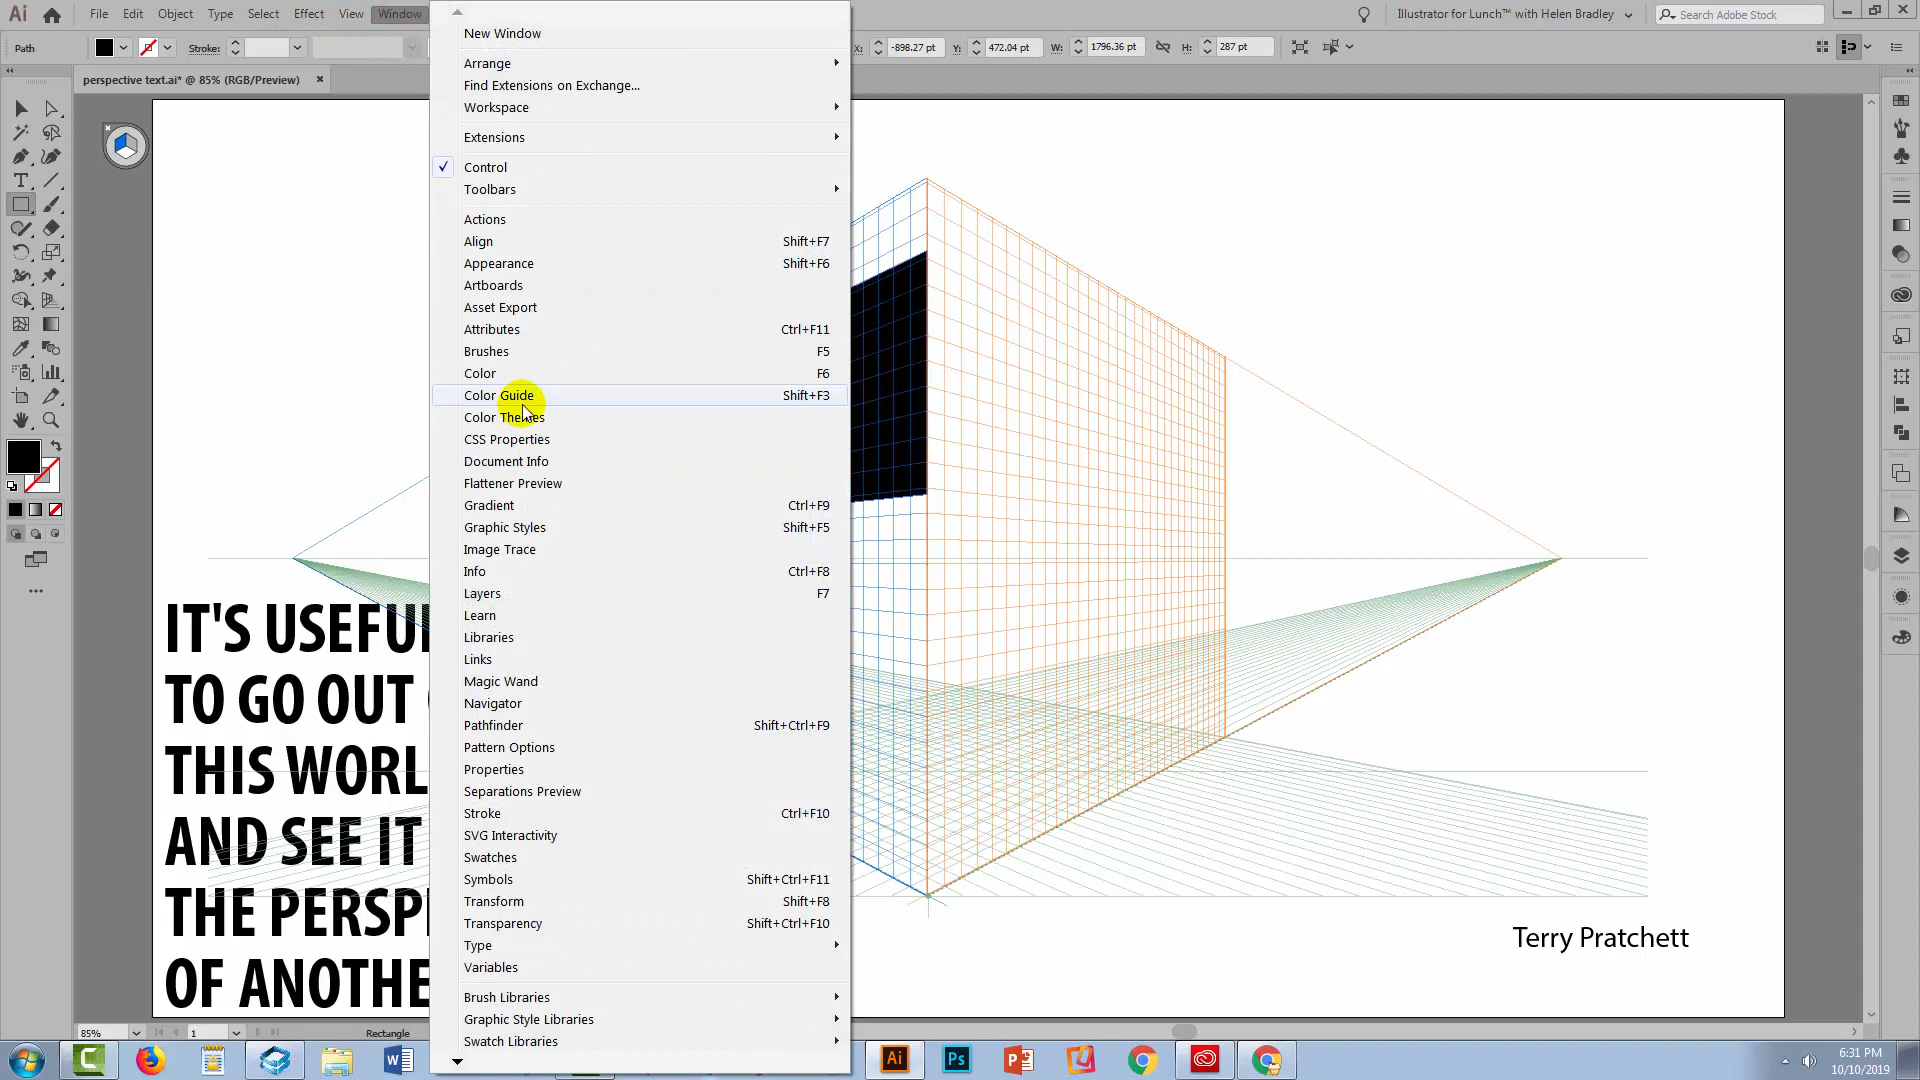 Ai File Edit Object Type Select Effect View Window Illustrator for Lunch™ with Helen Bradley Search Adobe Stock
Path Stroke: X: -898.27 pt Y: 472.04 pt W: 1796.36 pt H: 287 pt
perspective text.ai* @ 85% (RGB/Preview)
New Window
Arrange
Find Extensions on Exchange...
Workspace
Extensions
Control
Toolbars
Actions
Align Shift+F7
Appearance Shift+F6
Artboards
Asset Export
Attributes Ctrl+F11
Brushes F5
Color F6
Color Guide Shift+F3
Color Themes
CSS Properties
Document Info
Flattener Preview
Gradient Ctrl+F9
Graphic Styles Shift+F5
Image Trace
Info Ctrl+F8
Layers F7
Learn
Libraries
Links
Magic Wand
Navigator
Pathfinder Shift+Ctrl+F9
Pattern Options
Properties
Separations Preview
Stroke Ctrl+F10
SVG Interactivity
Swatches
Symbols Shift+Ctrl+F11
Transform Shift+F8
Transparency Shift+Ctrl+F10
Type
Variables
Brush Libraries
Graphic Style Libraries
Swatch Libraries
IT'S USEFU
TO GO OUT
THIS WORL
AND SEE IT
THE PERSP
OF ANOTHE
Terry Pratchett
85% 1 Rectangle
W Ai Ps P
6:31 PM
10/10/2019